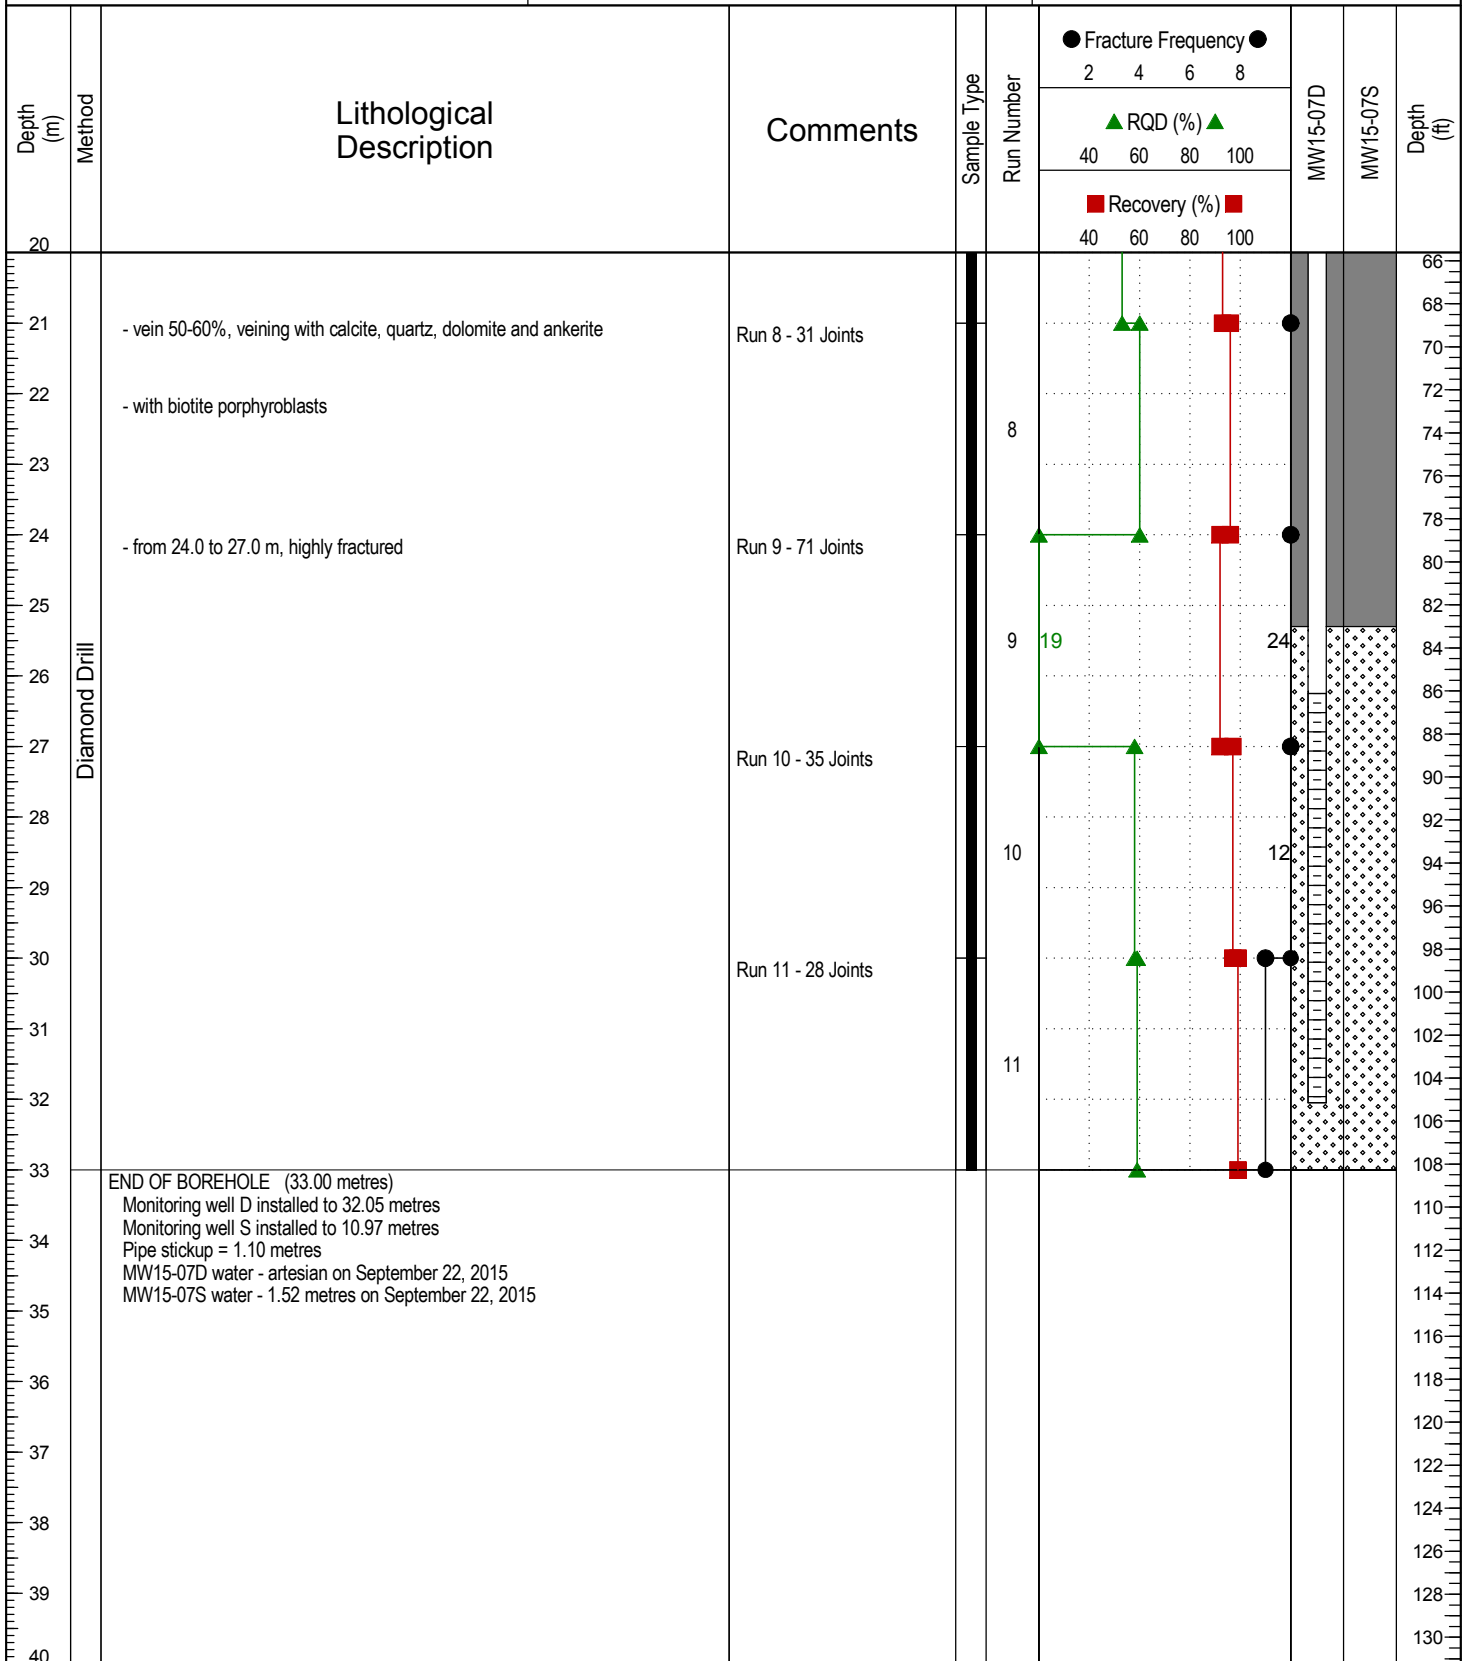 Depth
(m)
Method
Lithological
Description
Comments
Sample Type
Run Number
Fracture Frequency
2 4 6 8
RQD (%)
40 60 80 100
Recovery (%)
40 60 80 100
MW15-07D
MW15-07S
Depth
(ft)
20
66
68
21
- vein 50-60%, veining with calcite, quartz, dolomite and ankerite
Run 8 - 31 Joints
70
72
22
- with biotite porphyroblasts
8
74
23
76
78
24
- from 24.0 to 27.0 m, highly fractured
Run 9 - 71 Joints
80
82
25
Diamond Drill
9
19
24
84
26
86
88
27
Run 10 - 35 Joints
90
92
28
10
12
94
29
96
98
30
Run 11 - 28 Joints
100
31
102
11
104
32
106
108
33
END OF BOREHOLE (33.00 metres)
Monitoring well D installed to 32.05 metres
Monitoring well S installed to 10.97 metres
Pipe stickup = 1.10 metres
MW15-07D water - artesian on September 22, 2015
MW15-07S water - 1.52 metres on September 22, 2015
110
34
112
114
35
116
36
118
120
37
122
124
38
126
39
128
130
40